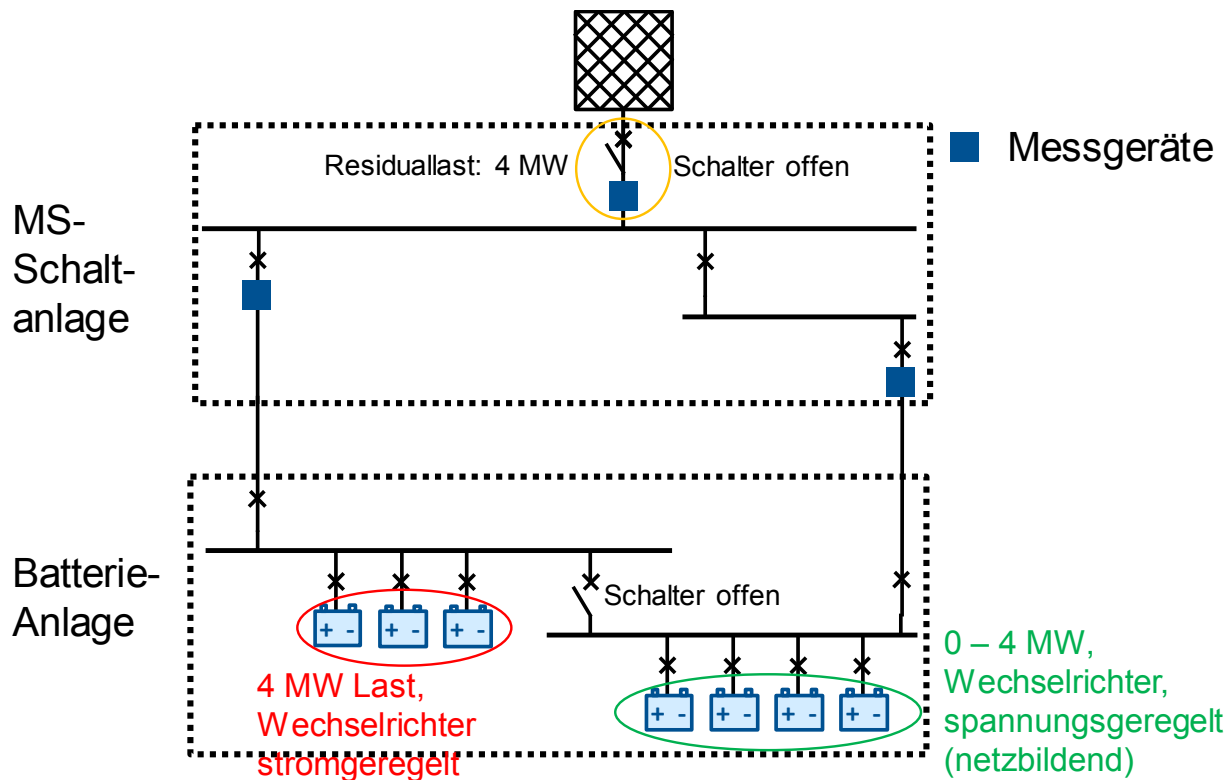 Residuallast: 4 MW
Schalter offen
Messgeräte
MS-
Schalt-
anlage
Batterie-
Anlage
Schalter offen
+ -
+ -
+ -
+ -
+ -
+ -
+ -
4 MW Last,
Wechselrichter
stromgeregelt
0 – 4 MW,
Wechselrichter,
spannungsgeregelt
(netzbildend)